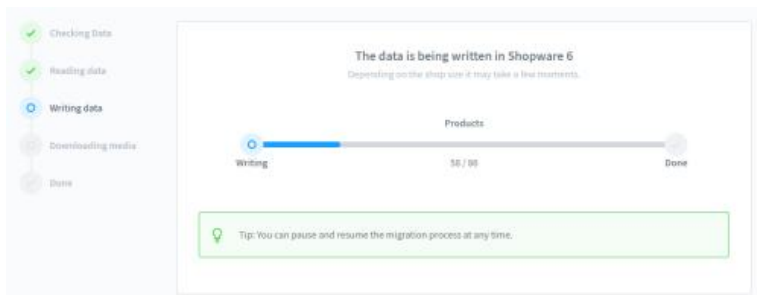 Checking Data
Reading data
Writing data
Downloading media
Done
The data is being written in Shopware 6
Depending on the shop size it may take a few moments.
Products
Writing
50 / 80
Done
Tip: You can pause and resume the migration process at any time.